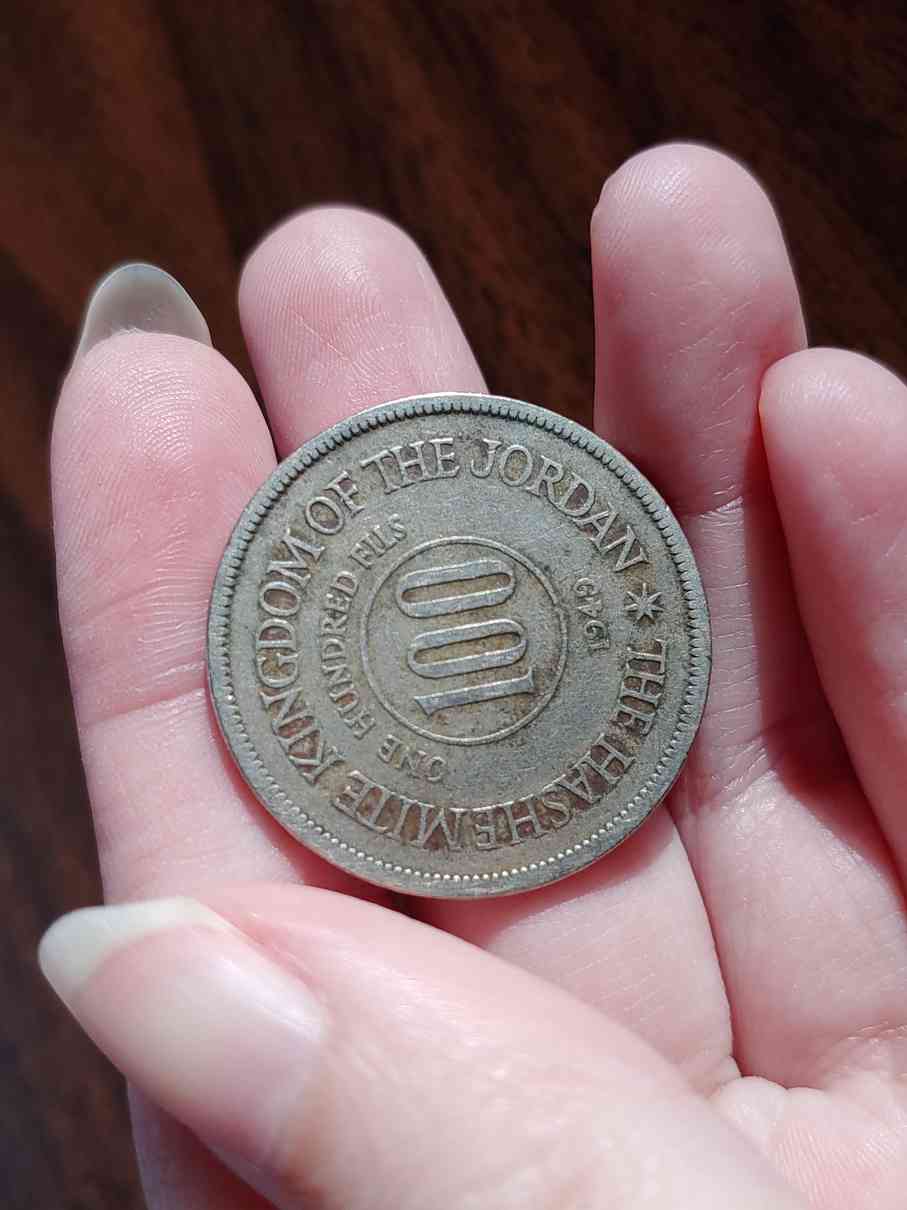 THE HASHEMITE KINGDOM OF THE JORDAN
ONE HUNDRED FILS
100
1949